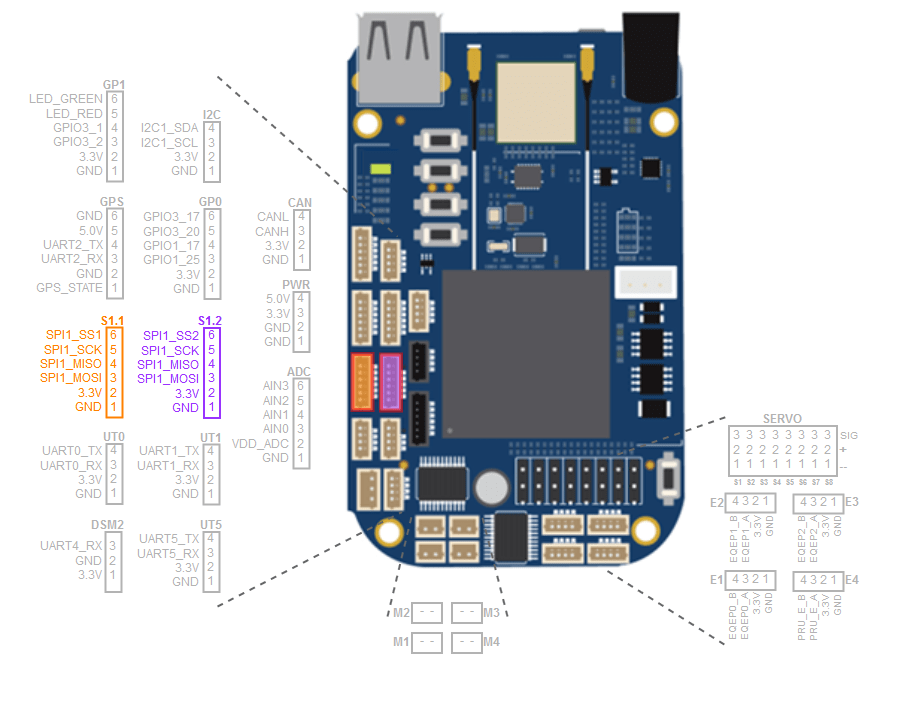 GP1
LED_GREEN 6
LED_RED 5
GPIO3_1 4
GPIO3_2 3
3.3V 2
GND 1
I2C
I2C1_SDA 4
I2C1_SCL 3
3.3V 2
GND 1
GPS
GND 6
5.0V 5
UART2_TX 4
UART2_RX 3
GND 2
GPS_STATE 1
GP0
GPIO3_17 6
GPIO3_20 5
GPIO1_17 4
GPIO1_25 3
3.3V 2
GND 1
CAN
CANL 4
CANH 3
3.3V 2
GND 1
PWR
5.0V 4
3.3V 3
GND 2
GND 1
S1.1
SPI1_SS1 6
SPI1_SCK 5
SPI1_MISO 4
SPI1_MOSI 3
3.3V 2
GND 1
S1.2
SPI1_SS2 6
SPI1_SCK 5
SPI1_MISO 4
SPI1_MOSI 3
3.3V 2
GND 1
ADC
AIN3 6
AIN2 5
AIN1 4
AIN0 3
VDD_ADC 2
GND 1
UT0
UART0_TX 4
UART0_RX 3
3.3V 2
GND 1
UT1
UART1_TX 4
UART1_RX 3
3.3V 2
GND 1
DSM2
UART4_RX 3
GND 2
3.3V 1
UT5
UART5_TX 4
UART5_RX 3
3.3V 2
GND 1
M2 - - - - M3
M1 - - - - M4
SERVO
3 3 3 3 3 3 3 3 SIG
2 2 2 2 2 2 2 2 +
1 1 1 1 1 1 1 1 --
S1 S2 S3 S4 S5 S6 S7 S8
E2 4 3 2 1
EQEP1_B
EQEP1_A
3.3V
GND
4 3 2 1 E3
EQEP2_B
EQEP2_A
3.3V
GND
E1 4 3 2 1
EQEP0_B
EQEP0_A
3.3V
GND
4 3 2 1 E4
PRU_E_B
PRU_E_A
3.3V
GND